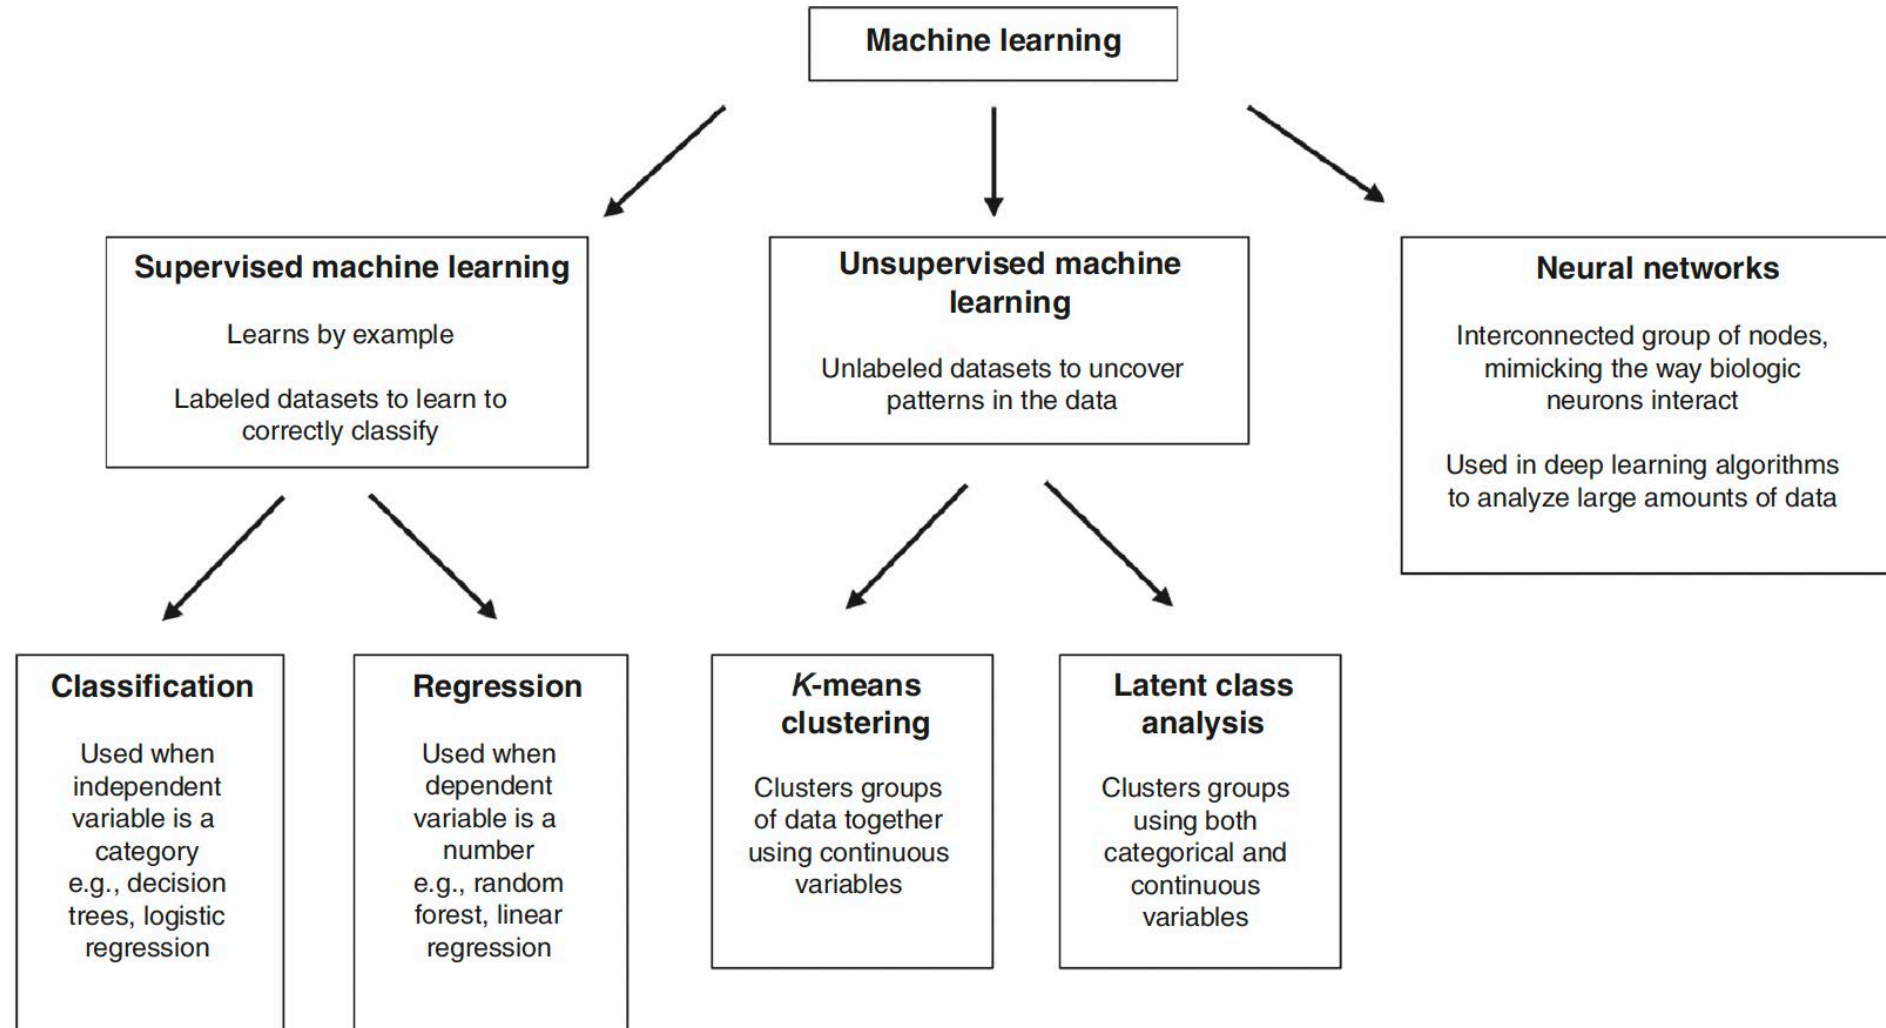 Machine learning
Supervised machine learning
Learns by example
Labeled datasets to learn to
correctly classify
Unsupervised machine
learning
Unlabeled datasets to uncover
patterns in the data
Neural networks
Interconnected group of nodes,
mimicking the way biologic
neurons interact
Used in deep learning algorithms
to analyze large amounts of data
Classification
Used when
independent
variable is a
category
e.g., decision
trees, logistic
regression
Regression
Used when
dependent
variable is a
number
e.g., random
forest, linear
regression
K-means
clustering
Clusters groups
of data together
using continuous
variables
Latent class
analysis
Clusters groups
using both
categorical and
continuous
variables